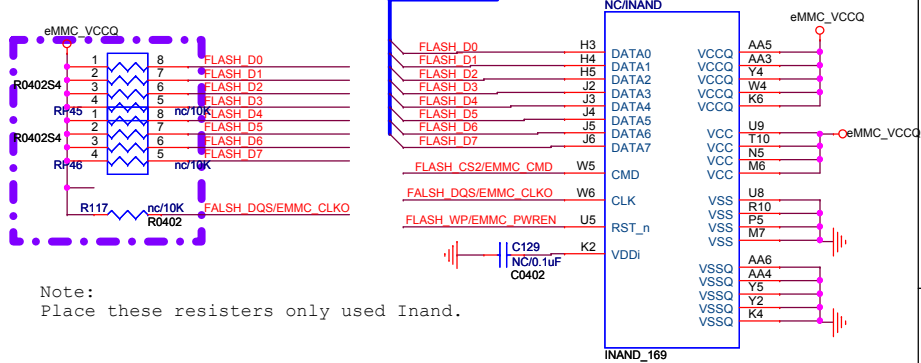 eMMC_VCCQ
1 8 FLASH_D0
2 7 FLASH_D1
R0402S4
3 6 FLASH_D2
4 5 FLASH_D3
RP45 nc/10K
1 8 FLASH_D4
R0402S4
2 7 FLASH_D5
3 6 FLASH_D6
4 5 FLASH_D7
RP46 nc/10K
R117 nc/10K FALSH_DQS/EMMC_CLKO
R0402
Note:
Place these resisters only used Inand.
NC/INAND
FLASH_D0 H3 DATA0
FLASH_D1 H4 DATA1
FLASH_D2 H5 DATA2
FLASH_D3 J2 DATA3
FLASH_D4 J3 DATA4
FLASH_D5 J4 DATA5
FLASH_D6 J5 DATA6
FLASH_D7 J6 DATA7
FLASH_CS2/EMMC_CMD W5 CMD
FALSH_DQS/EMMC_CLKO W6 CLK
FLASH_WP/EMMC_PWREN U5 RST_n
C129 K2 VDDi
NC/0.1uF
C0402
eMMC_VCCQ
VCCQ AA5
VCCQ AA3
VCCQ Y4
VCCQ W4
VCCQ K6
VCC U9
eMMC_VCCQ
VCC T10
VCC N5
VCC M6
VSS U8
VSS R10
VSS P5
VSS M7
VSSQ AA6
VSSQ AA4
VSSQ Y5
VSSQ Y2
VSSQ K4
INAND_169